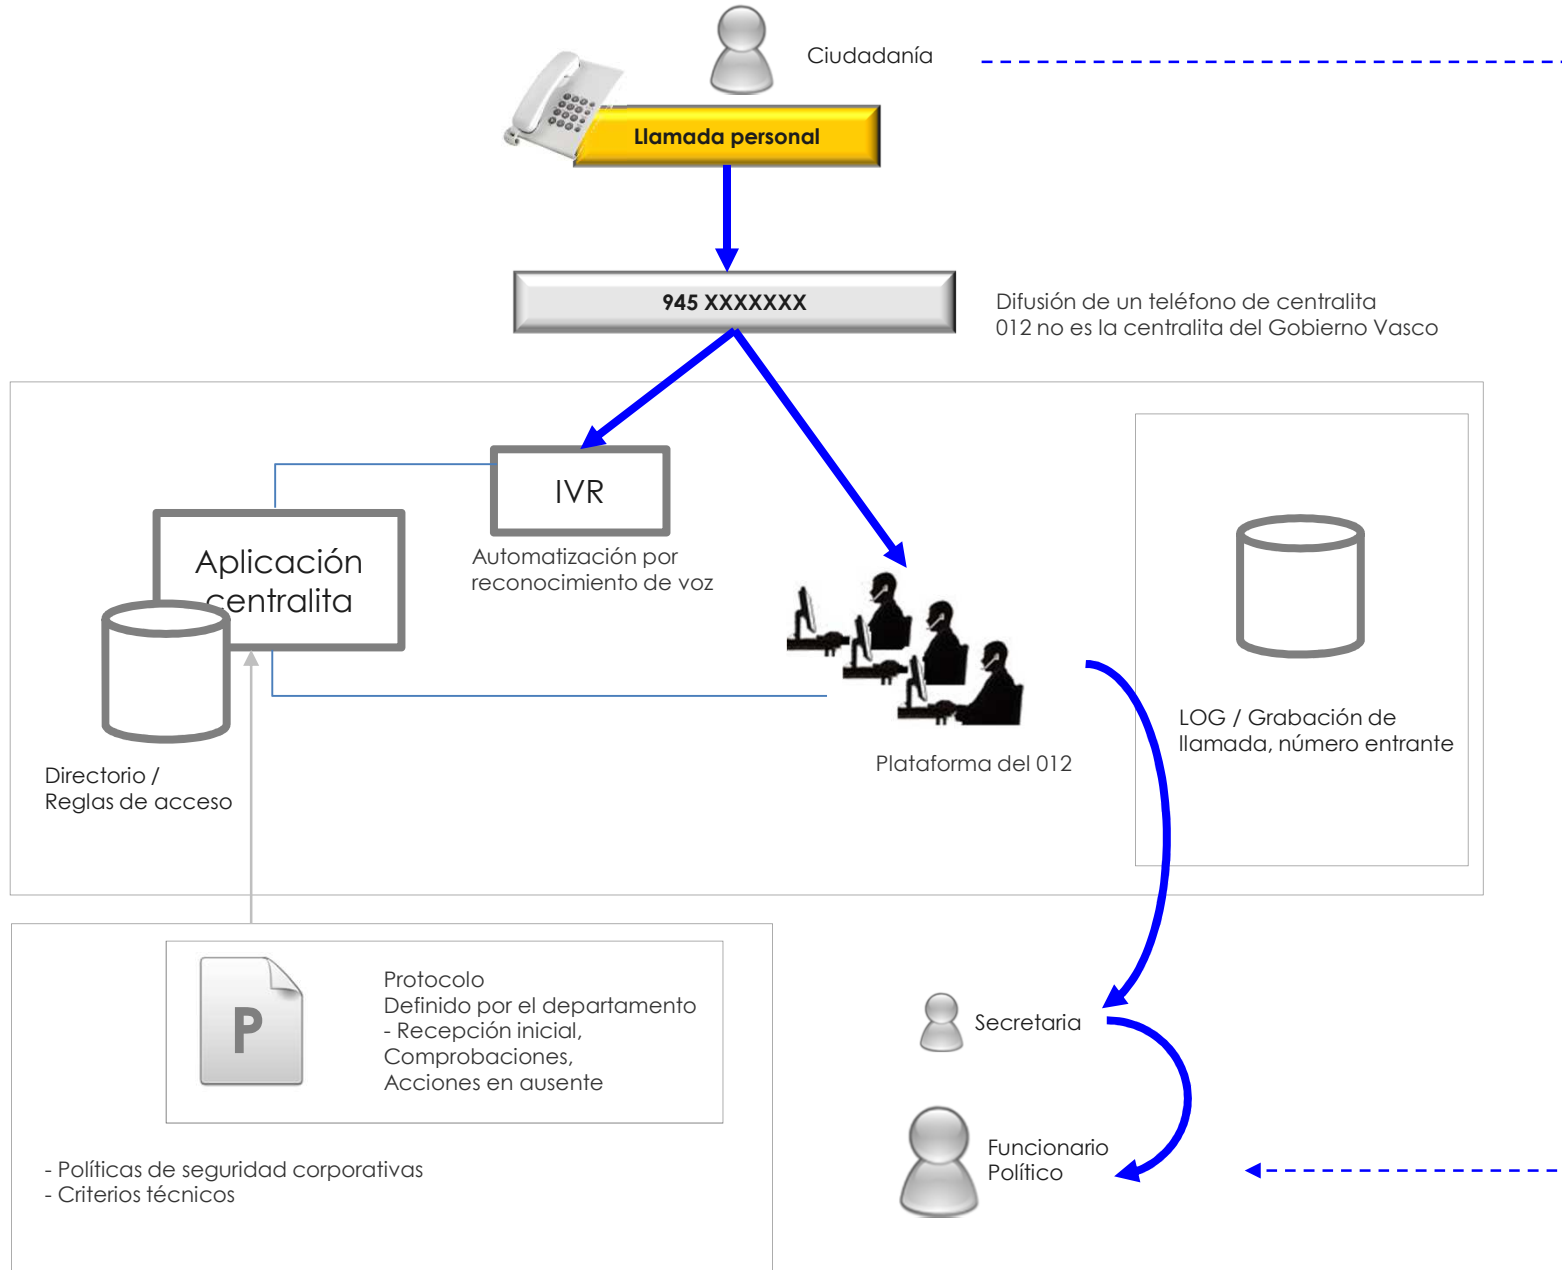 Ciudadanía
Llamada personal
945 XXXXXXX
Difusión de un teléfono de centralita
012 no es la centralita del Gobierno Vasco
IVR
Automatización por
reconocimiento de voz
Aplicación
centralita
Directorio /
Reglas de acceso
Plataforma del 012
LOG / Grabación de
llamada, número entrante
P
Protocolo
Definido por el departamento
- Recepción inicial,
Comprobaciones,
Acciones en ausente
- Políticas de seguridad corporativas
- Criterios técnicos
Secretaria
Funcionario
Político